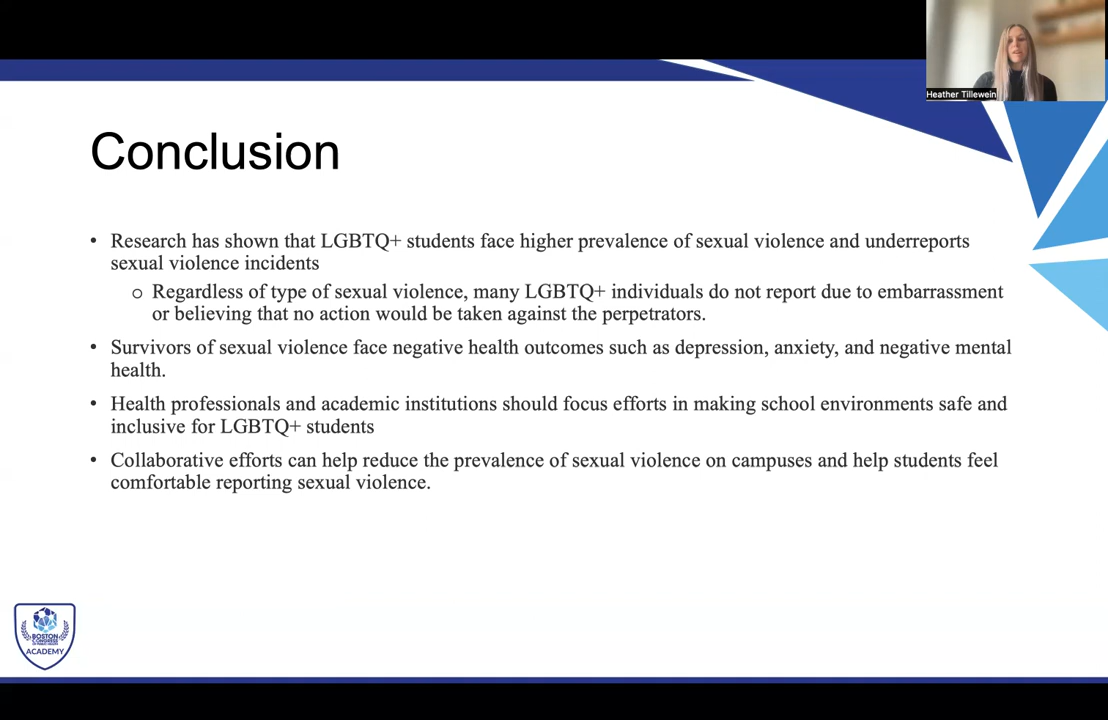 Heather Tillewein
Conclusion
• Research has shown that LGBTQ+ students face higher prevalence of sexual violence and underreports
sexual violence incidents
o Regardless of type of sexual violence, many LGBTQ+ individuals do not report due to embarrassment
or believing that no action would be taken against the perpetrators.
• Survivors of sexual violence face negative health outcomes such as depression, anxiety, and negative mental
health.
• Health professionals and academic institutions should focus efforts in making school environments safe and
inclusive for LGBTQ+ students
• Collaborative efforts can help reduce the prevalence of sexual violence on campuses and help students feel
comfortable reporting sexual violence.
BOSTON
CONGRESS
OF PUBLIC HEALTH
ACADEMY